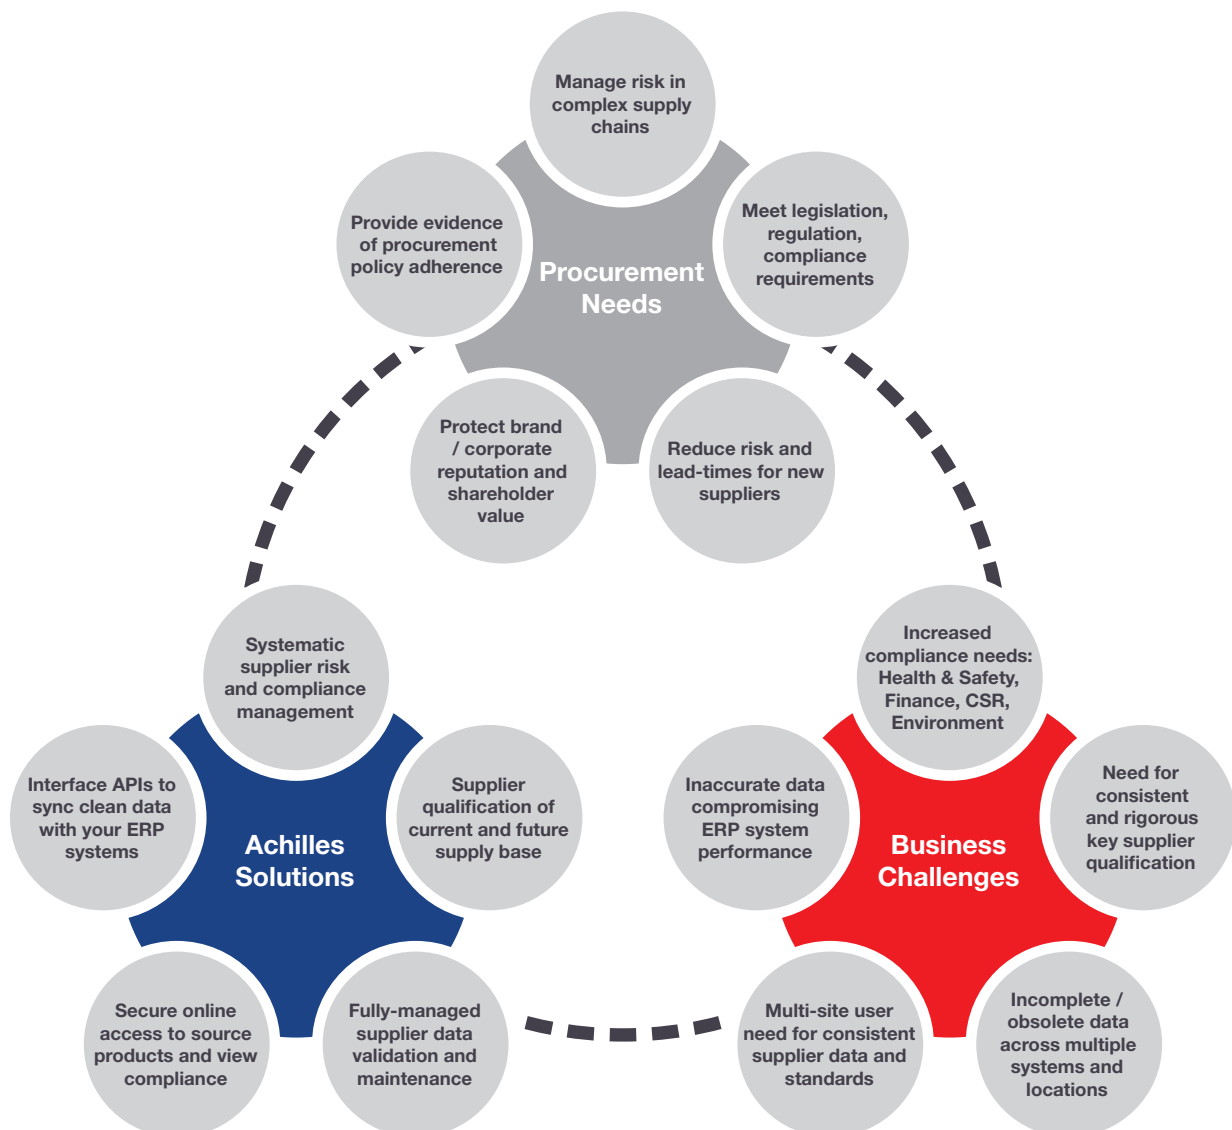 Manage risk in
complex supply
chains
Provide evidence
of procurement
policy adherence
Meet legislation,
regulation,
compliance
requirements
Procurement
Needs
Protect brand
/ corporate
reputation and
shareholder
value
Reduce risk and
lead-times for new
suppliers
Systematic
supplier risk
and compliance
management
Interface APIs to
sync clean data
with your ERP
systems
Supplier
qualification of
current and future
supply base
Achilles
Solutions
Secure online
access to source
products and view
compliance
Fully-managed
supplier data
validation and
maintenance
Increased
compliance needs:
Health & Safety,
Finance, CSR,
Environment
Inaccurate data
compromising
ERP system
performance
Need for
consistent
and rigorous
key supplier
qualification
Business
Challenges
Multi-site user
need for consistent
supplier data and
standards
Incomplete /
obsolete data
across multiple
systems and
locations